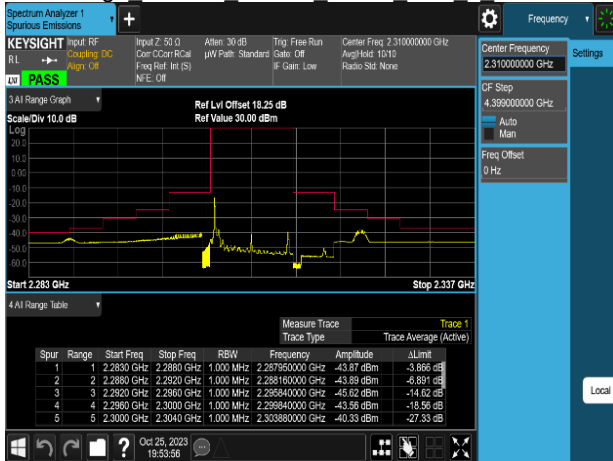 Spectrum Analyzer 1
Spurious Emissions
Frequency
KEYSIGHT
RL
PASS
Input: RF
Coupling: DC
Align: Off
Input Z: 50 Ω
Corr CCorr RCal
Freq Ref: Int (S)
NFE: Off
Atten: 30 dB
µW Path: Standard
Trig: Free Run
Gate: Off
IF Gain: Low
Center Freq: 2.310000000 GHz
Avg|Hold: 10/10
Radio Std: None
Center Frequency
2.310000000 GHz
Settings
CF Step
4.399000000 GHz
Auto
Man
Freq Offset
0 Hz
Local
3 All Range Graph
Scale/Div 10.0 dB
Ref Lvl Offset 18.25 dB
Ref Value 30.00 dBm
Log
20.0
10.0
0.00
-10.0
-20.0
-30.0
-40.0
-50.0
-60.0
Start 2.283 GHz
Stop 2.337 GHz
4 All Range Table
Measure Trace Trace 1
Trace Type Trace Average (Active)
Spur Range Start Freq Stop Freq RBW Frequency Amplitude ΔLimit
1 1 2.2830 GHz 2.2880 GHz 1.000 MHz 2.287950000 GHz -43.87 dBm -3.866 dB
2 2 2.2880 GHz 2.2920 GHz 1.000 MHz 2.288160000 GHz -43.89 dBm -6.891 dB
3 3 2.2920 GHz 2.2960 GHz 1.000 MHz 2.295840000 GHz -45.62 dBm -14.62 dB
4 4 2.2960 GHz 2.3000 GHz 1.000 MHz 2.299840000 GHz -43.56 dBm -18.56 dB
5 5 2.3000 GHz 2.3040 GHz 1.000 MHz 2.303880000 GHz -40.33 dBm -27.33 dB
Oct 25, 2023
19:53:56